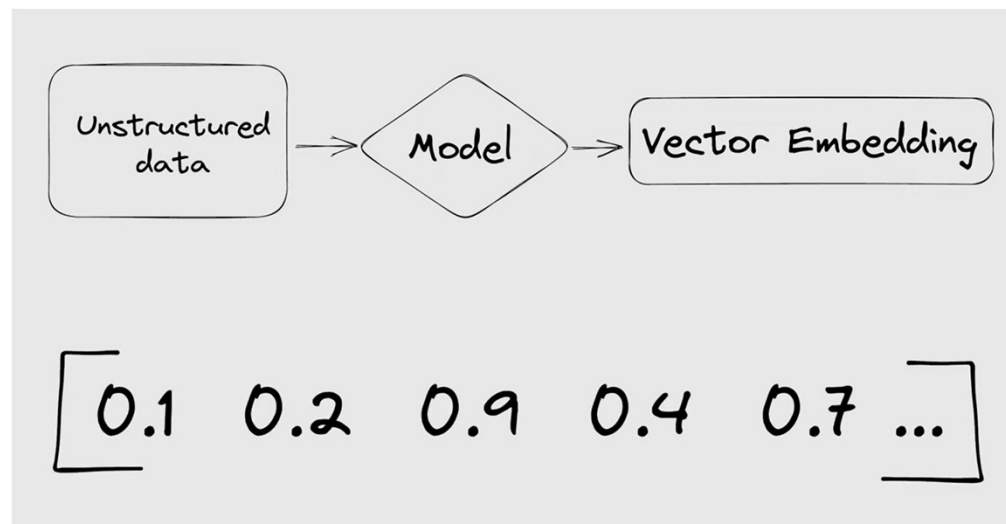 Unstructured
data
Model
Vector Embedding
[0.1 0.2 0.9 0.4 0.7 ...]